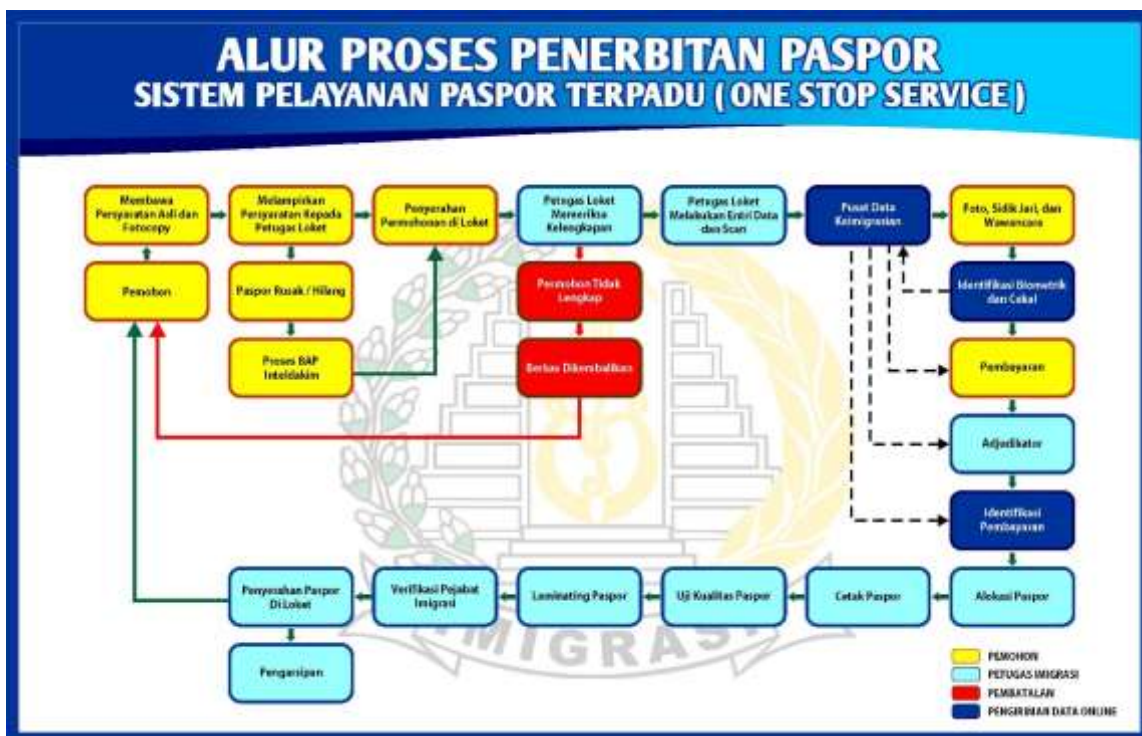 ALUR PROSES PENERBITAN PASPOR
SISTEM PELAYANAN PASPOR TERPADU ( ONE STOP SERVICE )
Membawa
Persyaratan Asli dan
Fotocopy
Melampirkan
Persyaratan Kepada
Petugas Loket
Penyerahan
Permohonan di Loket
Petugas Loket
Memeriksa
Kelengkapan
Petugas Loket
Melakukan Entri Data
dan Scan
Pusat Data
Keimigrasian
Foto, Sidik Jari, dan
Wawancara
Pemohon
Paspor Rusak / Hilang
Permohon Tidak
Lengkap
Identifikasi Biometrik
dan Cekal
Proses BAP
Inteldakim
Berkas Dikembalikan
Pembayaran
Adjudikator
Identifikasi
Pembayaran
Penyerahan Paspor
Di Loket
Verifikasi Pejabat
Imigrasi
Laminating Paspor
Uji Kualitas Paspor
Cetak Paspor
Alokasi Paspor
Pengarsipan
IMIGRASI
PEMOHON
PETUGAS IMIGRASI
PEMBATALAN
PENGIRIMAN DATA ONLINE